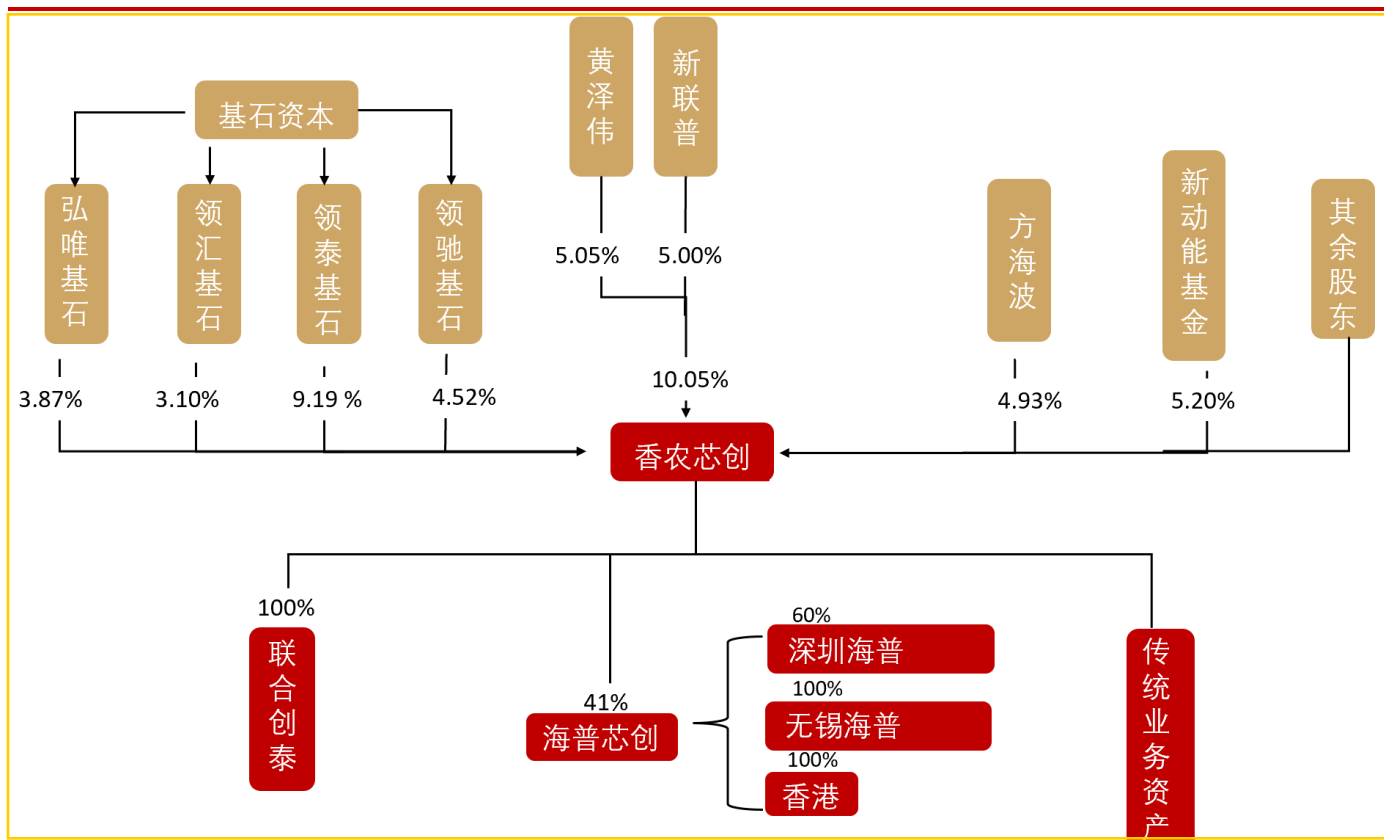 黄泽伟
新联普
基石资本
弘唯基石
领汇基石
领泰基石
领驰基石
方海波
新动能基金
其余股东
5.05%
5.00%
3.87%
3.10%
9.19 %
4.52%
10.05%
4.93%
5.20%
香农芯创
100%
联合创泰
41%
海普芯创
60%
深圳海普
100%
无锡海普
100%
香港
传统业务资产